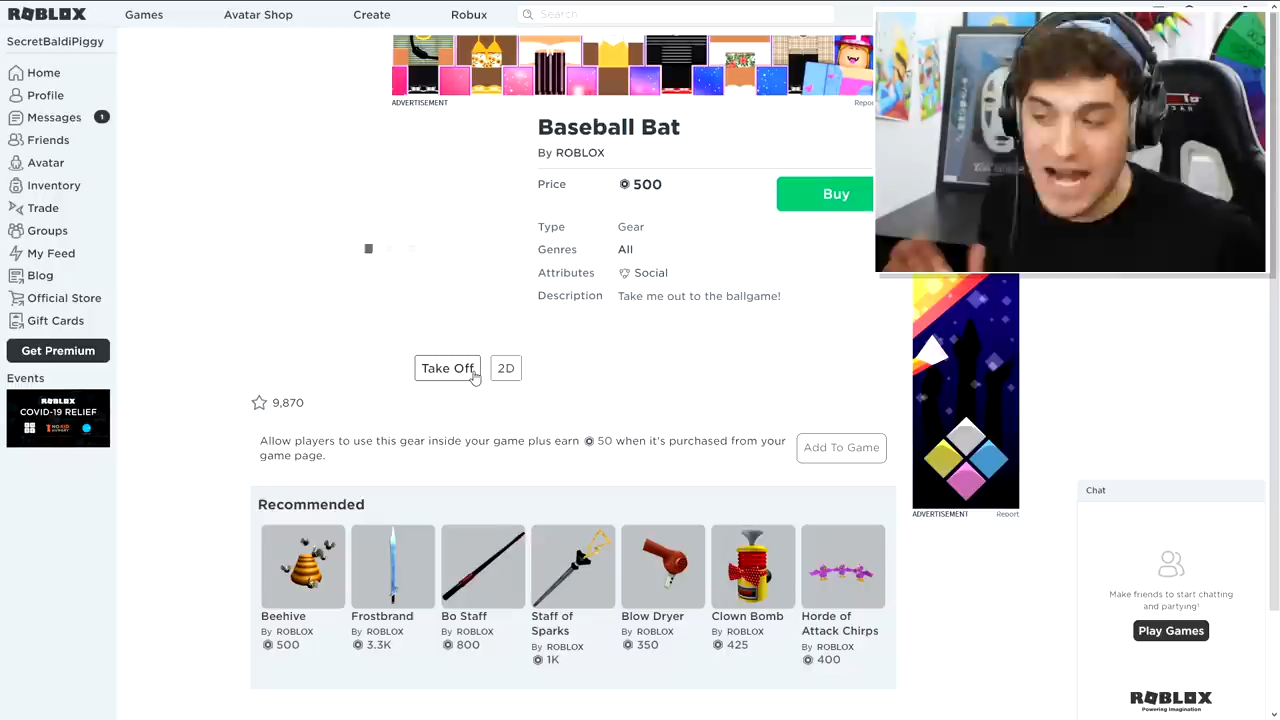 ROBLOX
Games
Avatar Shop
Create
Robux
Search
SecretBaldiPiggy
Home
Profile
Messages
1
Friends
Avatar
Inventory
Trade
Groups
My Feed
Blog
Official Store
Gift Cards
Get Premium
Events
ROBLOX
COVID-19 RELIEF
ADVERTISEMENT
Baseball Bat
By ROBLOX
Price
500
Buy
Type
Gear
Genres
All
Attributes
Social
Description
Take me out to the ballgame!
Take Off
2D
9,870
Allow players to use this gear inside your game plus earn 50 when it's purchased from your
game page.
Add To Game
Recommended
Beehive
By ROBLOX
500
Frostbrand
By ROBLOX
3.3K
Bo Staff
By ROBLOX
800
Staff of
Sparks
By ROBLOX
1K
Blow Dryer
By ROBLOX
350
Clown Bomb
By ROBLOX
425
Horde of
Attack Chirps
By ROBLOX
400
ADVERTISEMENT
Report
Chat
Make friends to start chatting
and partying!
Play Games
ROBLOX
Powering Imagination